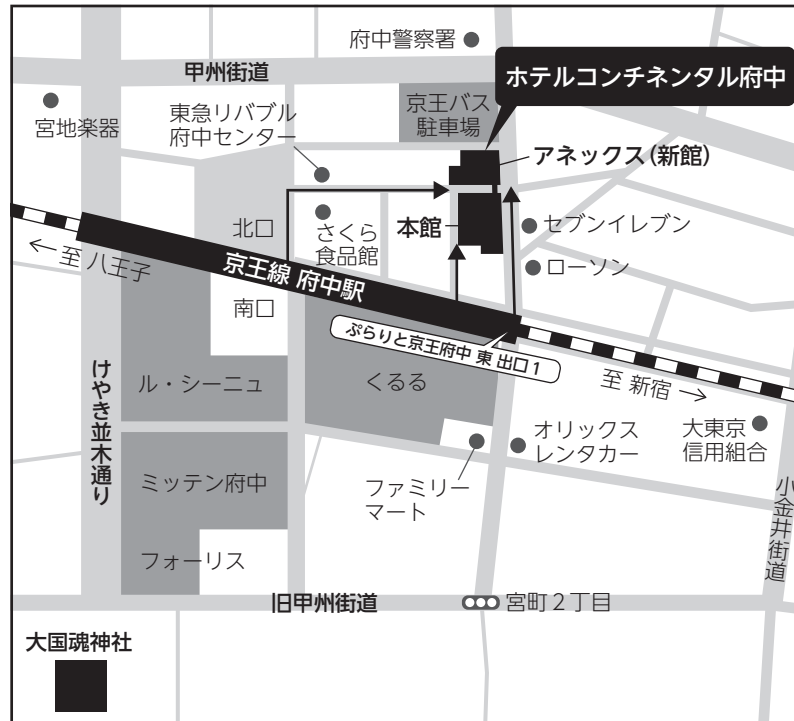 府中警察署
甲州街道
ホテルコンチネンタル府中
宮地楽器
東急リバブル
府中センター
京王バス
駐車場
アネックス（新館）
北口
さくら
食品館
本館
セブンイレブン
ローソン
← 至 八王子
京王線 府中駅
南口
ぷらりと京王府中 東 出口1
至 新宿 →
けやき並木通り
ル・シーニュ
くるる
オリックス
レンタカー
大東京
信用組合
ミッテン府中
ファミリー
マート
小金井街道
フォーリス
旧甲州街道
宮町２丁目
大国魂神社